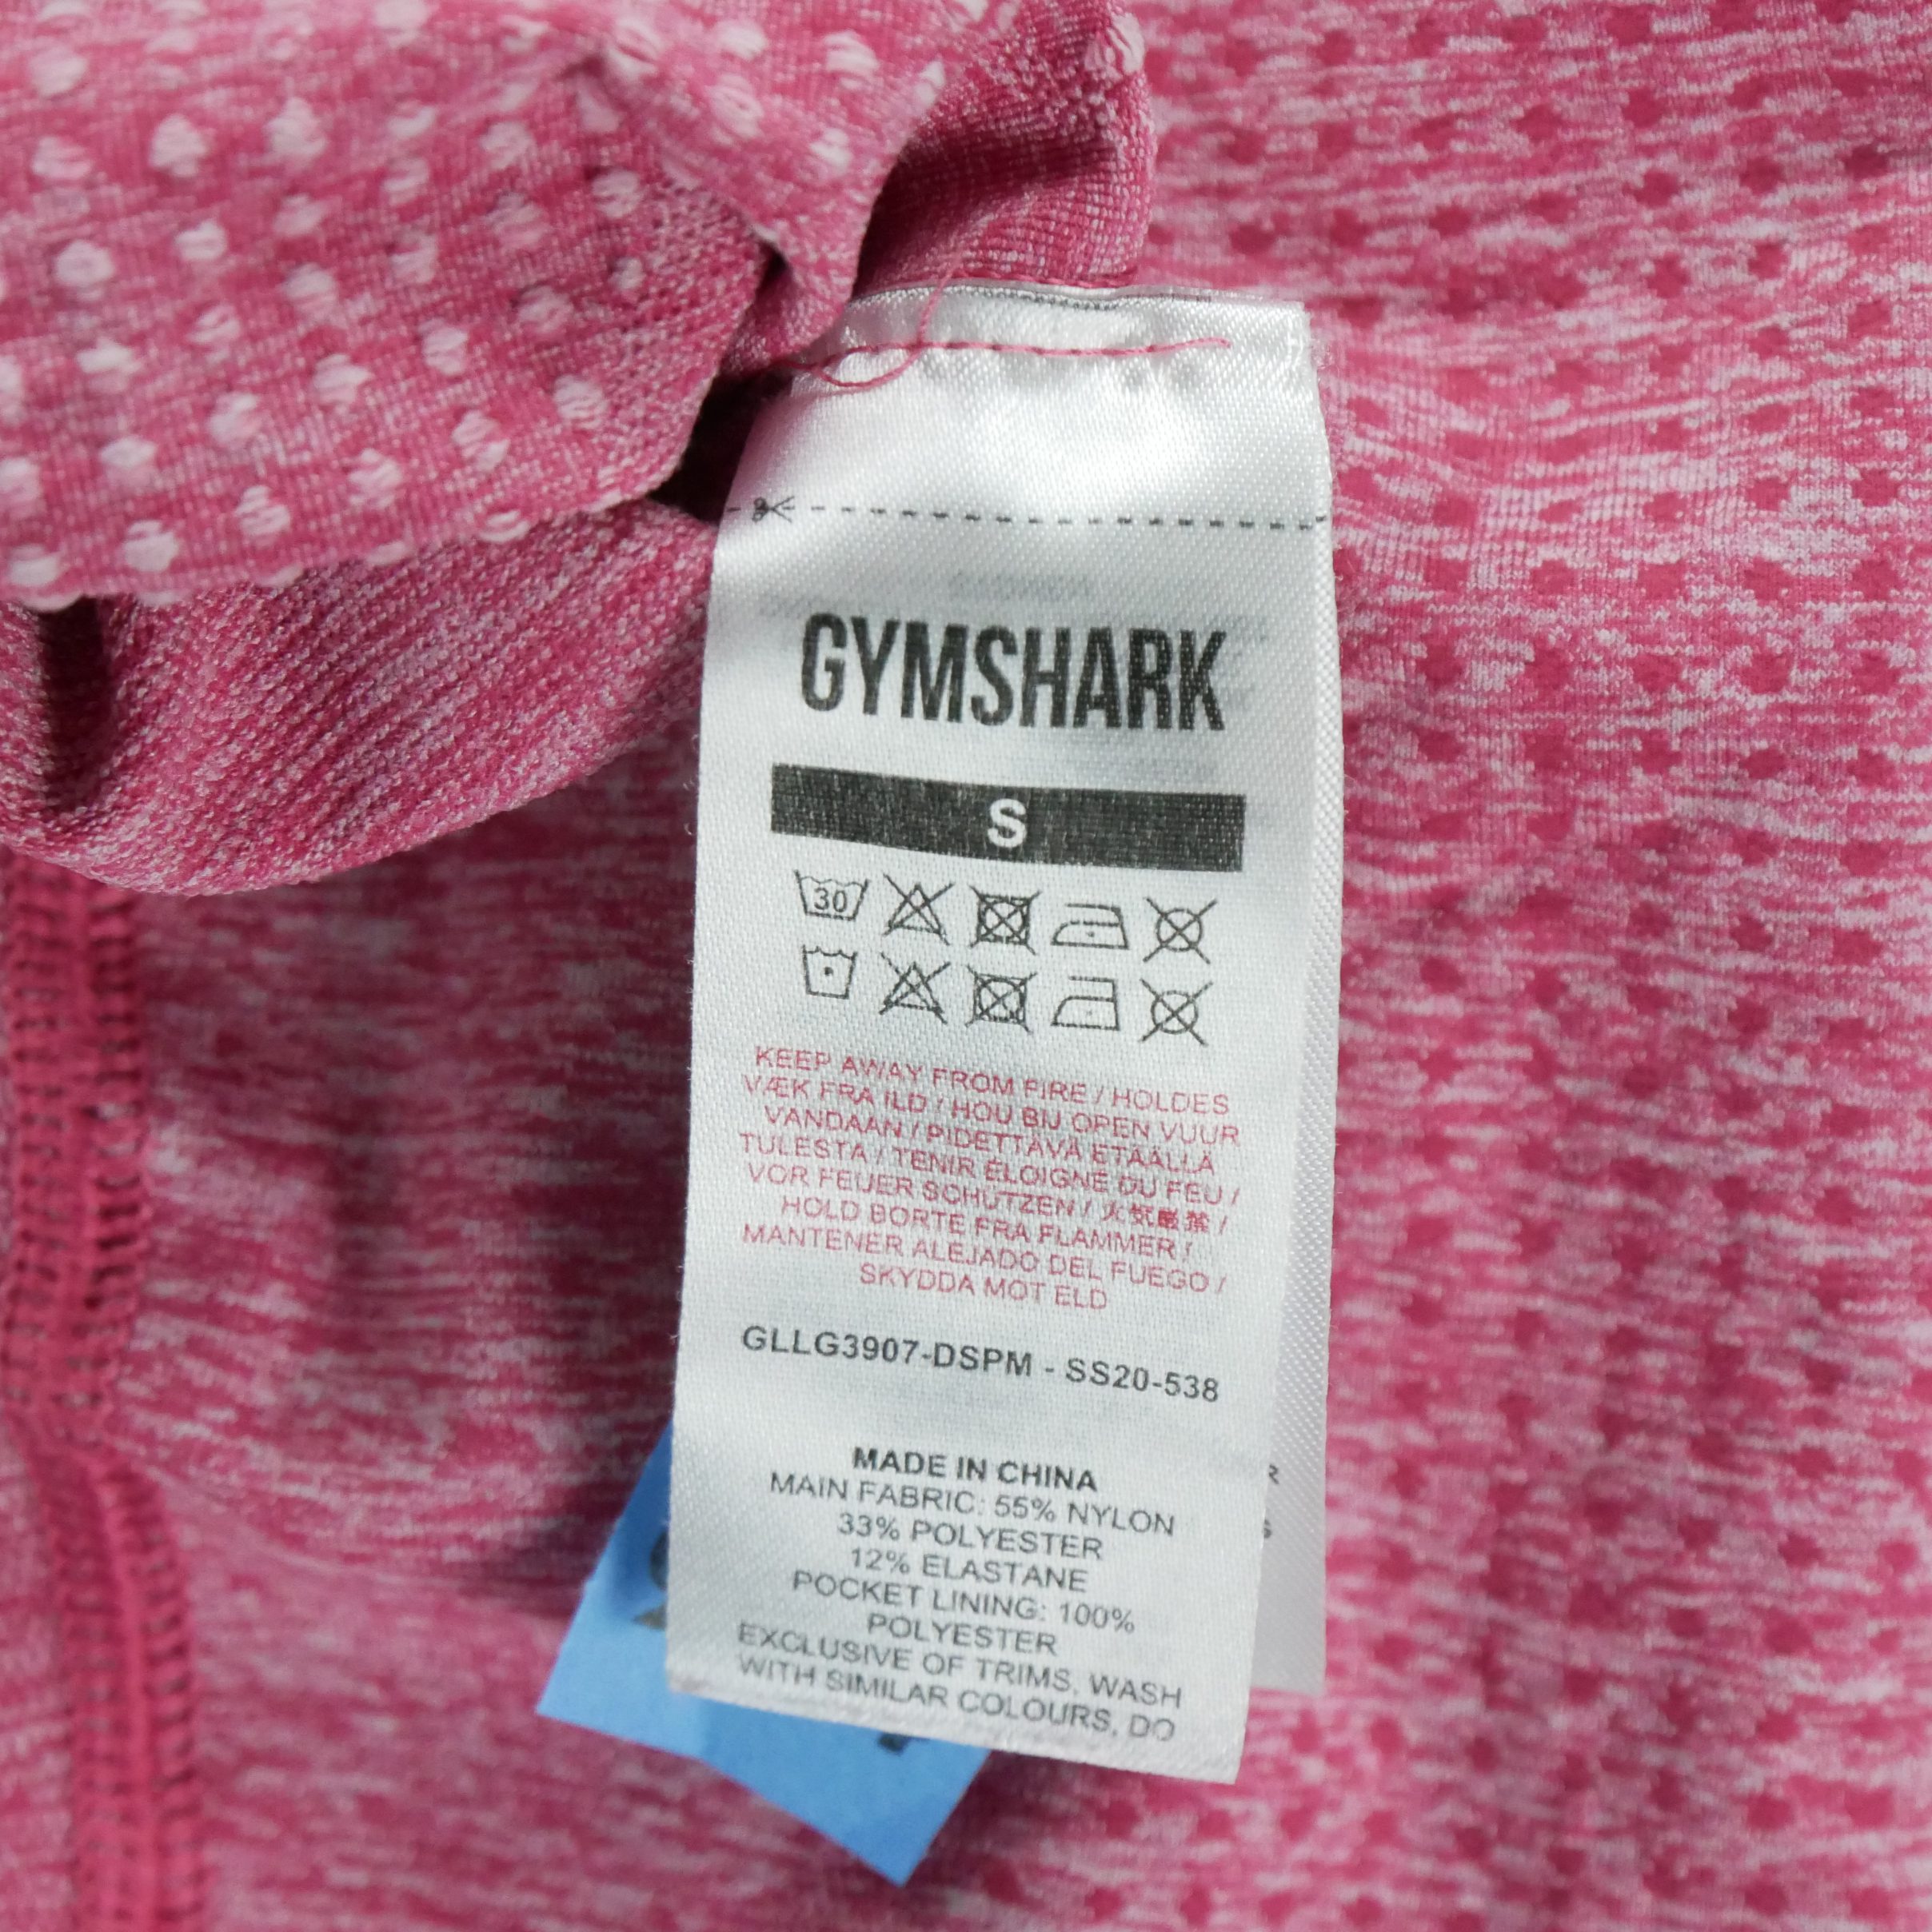 GYMSHARK
S
30
KEEP AWAY FROM FIRE / HOLDES
VÆK FRA ILD / HOU BIJ OPEN VUUR
VANDAAN / PIDETTÄVÄ ETÄÄLLÄ
TULESTA / TENIR ÉLOIGNÉ DU FEU /
VOR FEUER SCHÜTZEN / 火気厳禁 /
HOLD BORTE FRA FLAMMER /
MANTENER ALEJADO DEL FUEGO /
SKYDDA MOT ELD
GLLG3907-DSPM - SS20-538
MADE IN CHINA
MAIN FABRIC: 55% NYLON
33% POLYESTER
12% ELASTANE
POCKET LINING: 100%
POLYESTER
EXCLUSIVE OF TRIMS, WASH
WITH SIMILAR COLOURS, DO